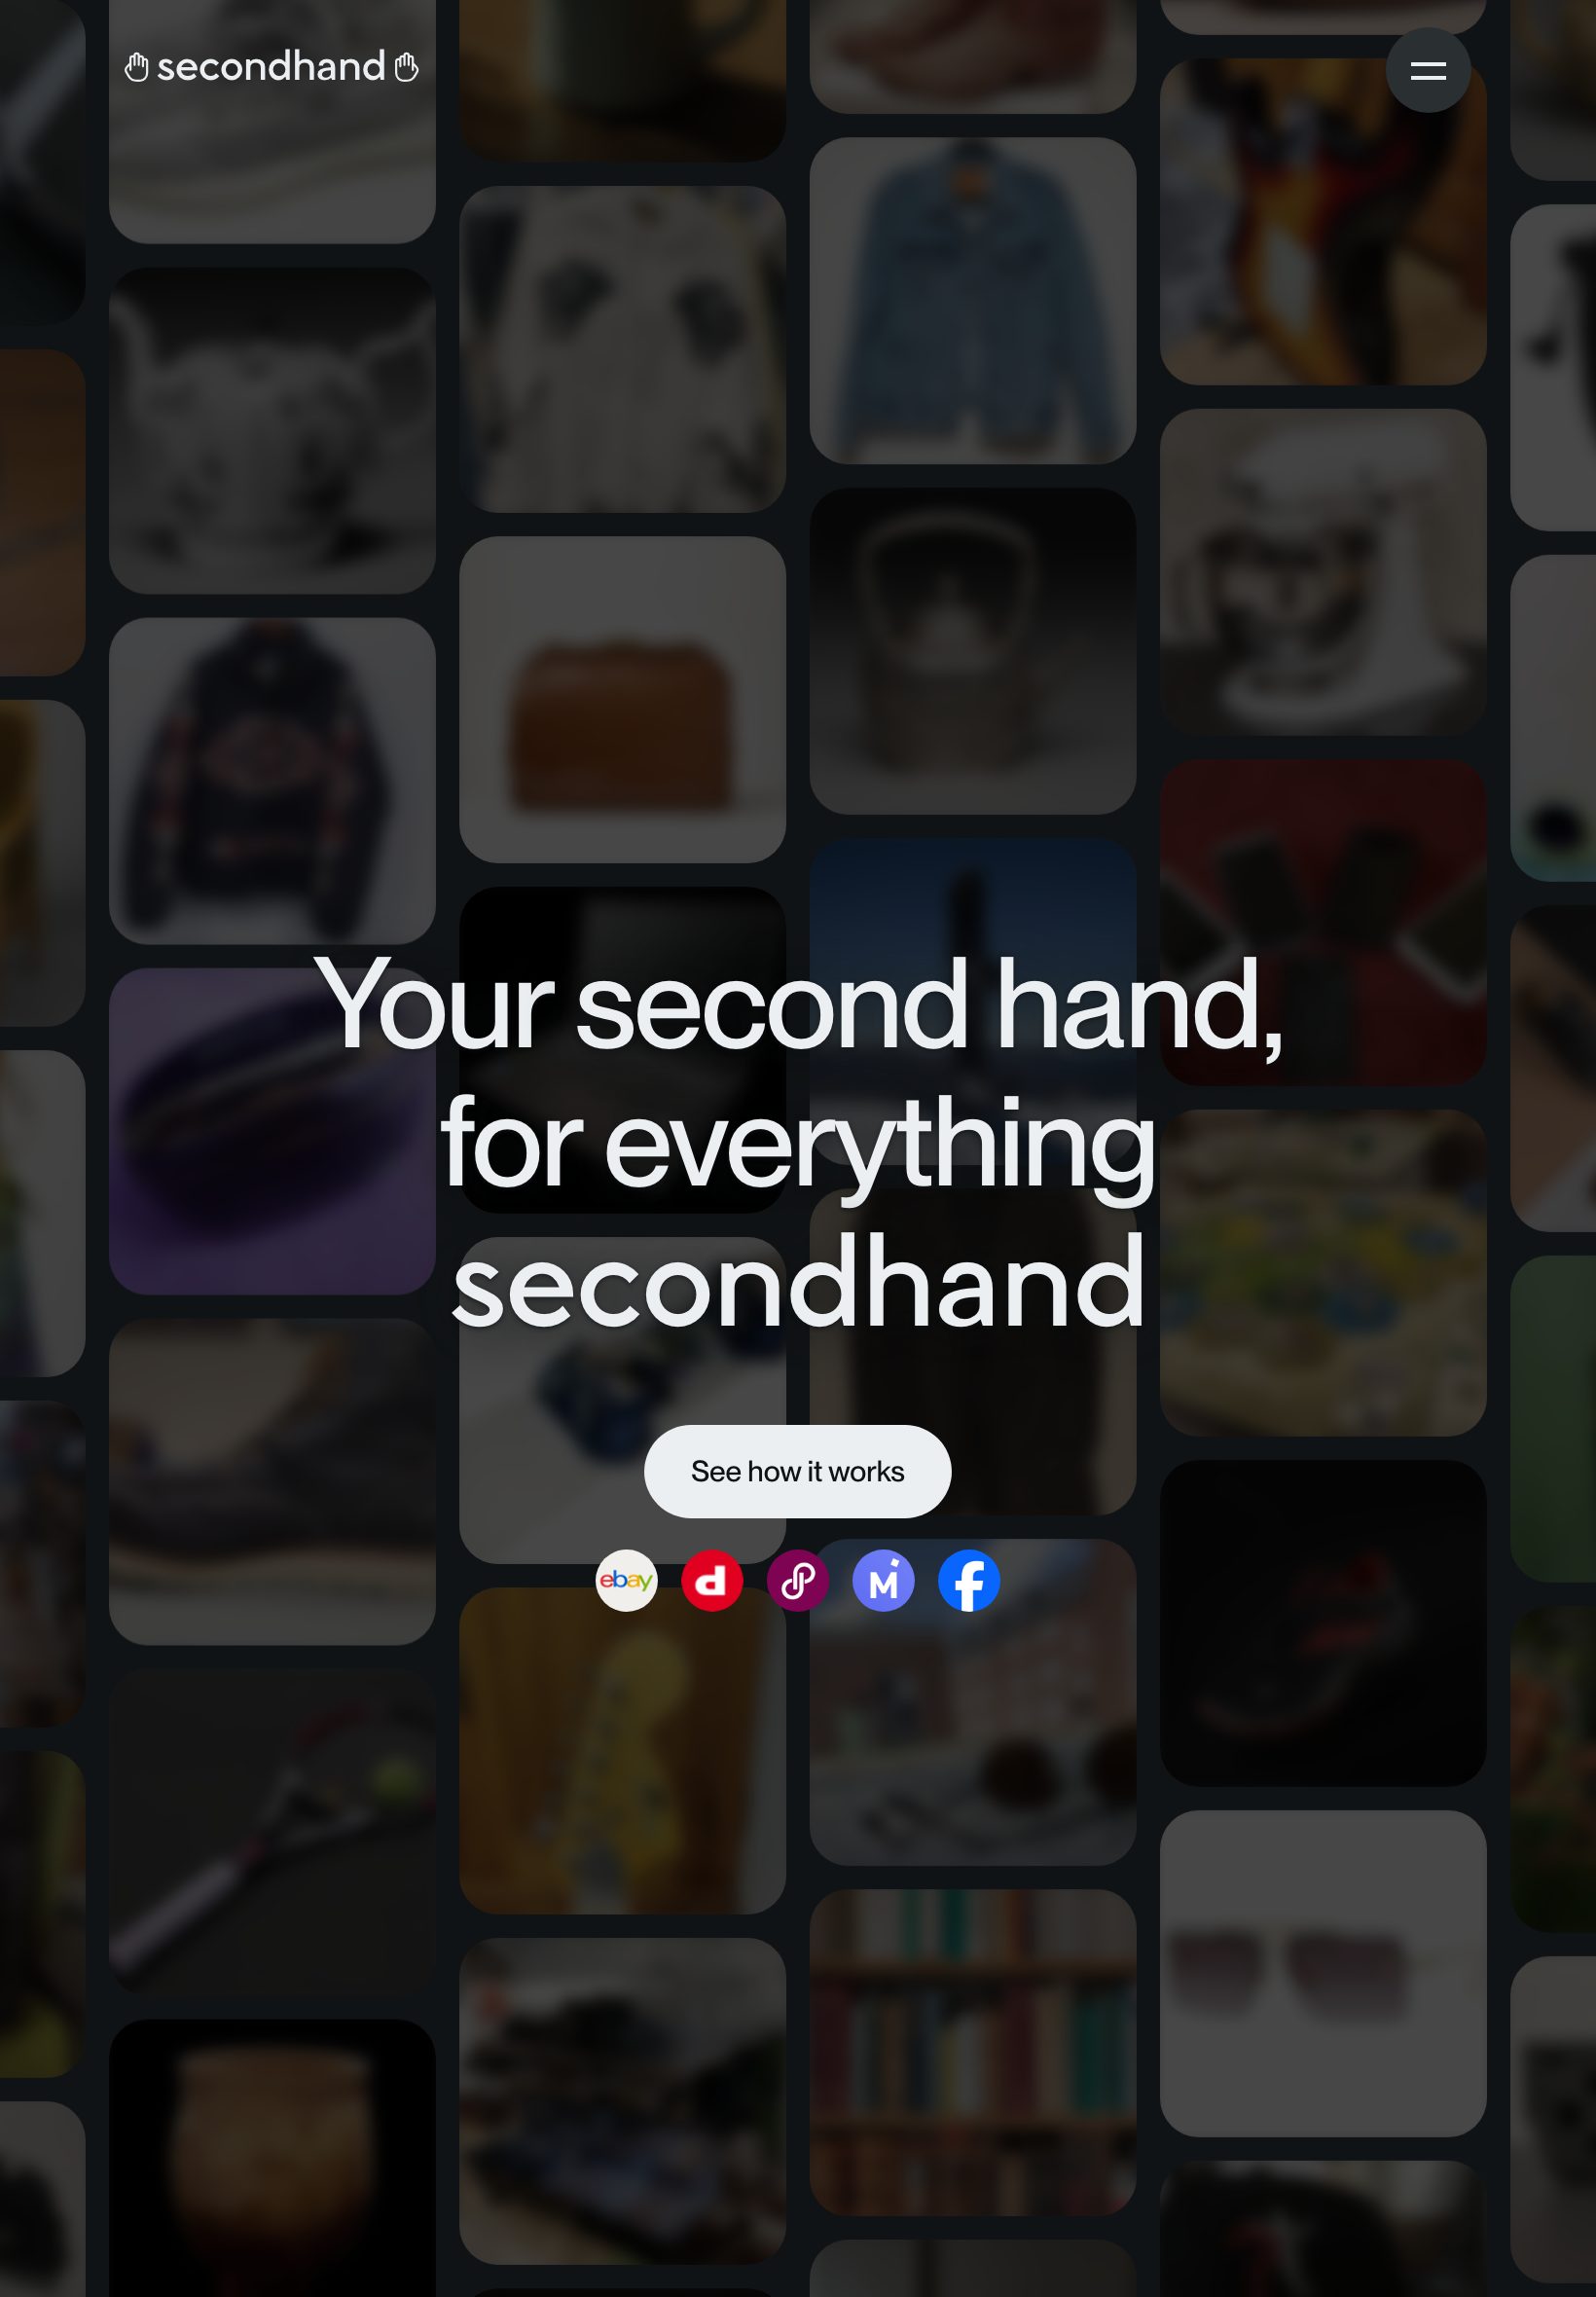 secondhand
Your second hand,
for everything
secondhand
See how it works
ebay